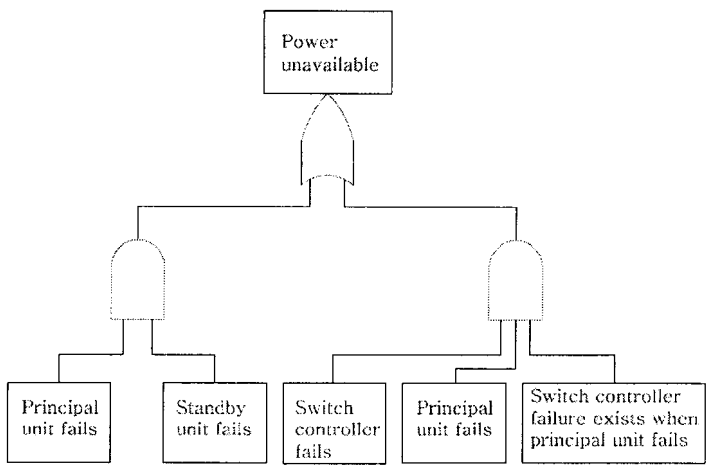 Power
unavailable
Principal
unit fails
Standby
unit fails
Switch
controller
fails
Principal
unit fails
Switch controller
failure exists when
principal unit fails